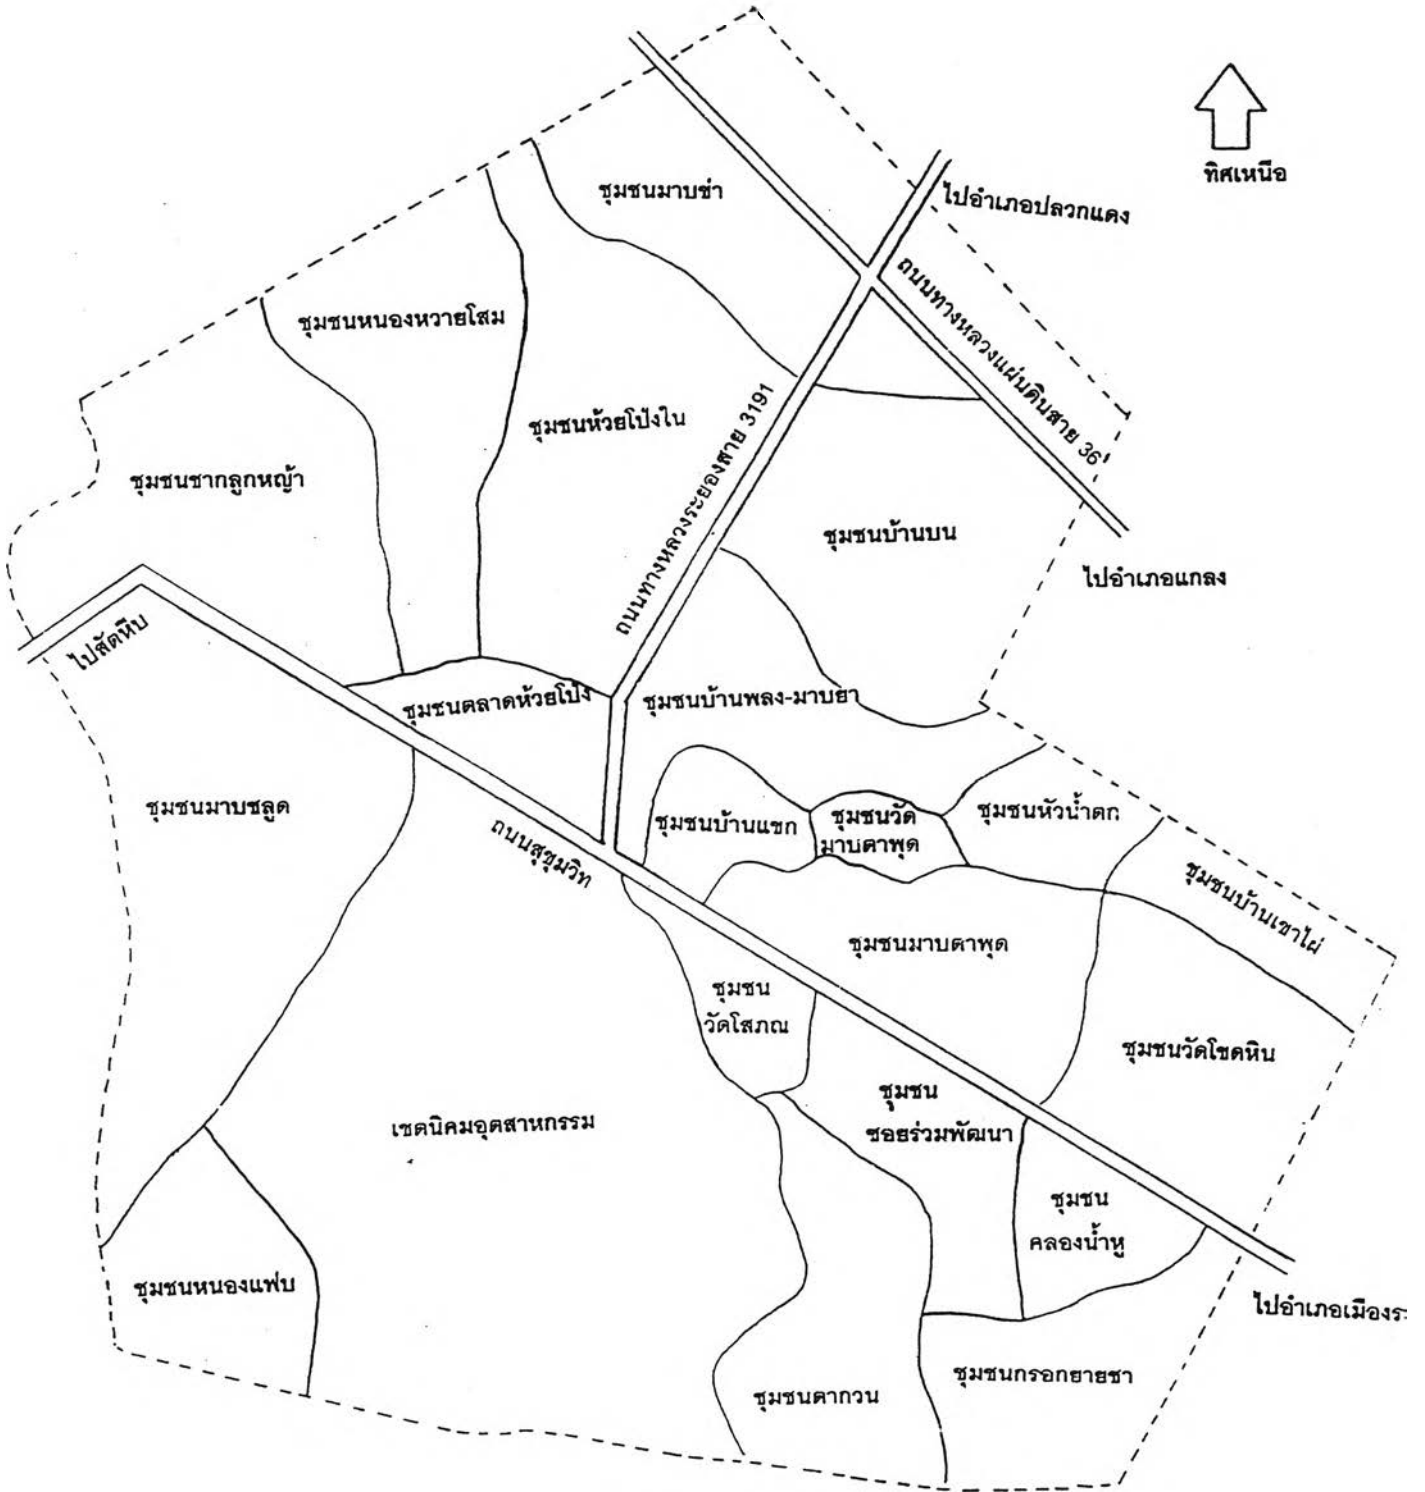 ทิศเหนือ
ชุมชนมาบข่า
ไปอำเภอปลวกแดง
ถนนทางหลวงแผ่นดินสาย 36
ชุมชนหนองหวายโสม
ชุมชนห้วยโป่งใน
ถนนทางหลวงระยองสาย 3191
ชุมชนซากลูกหญ้า
ชุมชนบ้านบน
ไปอำเภอแกลง
ไปสัตหีบ
ชุมชนตลาดห้วยโป่ง
ชุมชนบ้านพลง-มาบยา
ชุมชนมาบชลูด
ถนนสุขุมวิท
ชุมชนบ้านแขก
ชุมชนวัด
มาบตาพุด
ชุมชนหัวน้ำตก
ชุมชนบ้านเขาไผ่
ชุมชนมาบตาพุด
ชุมชน
วัดโสภณ
ชุมชนวัดโขดหิน
เขตนิคมอุตสาหกรรม
ชุมชน
ซอยร่วมพัฒนา
ชุมชน
คลองน้ำหู
ชุมชนหนองแฟบ
ไปอำเภอเมืองระ
ชุมชนตากวน
ชุมชนกรอกยายชา